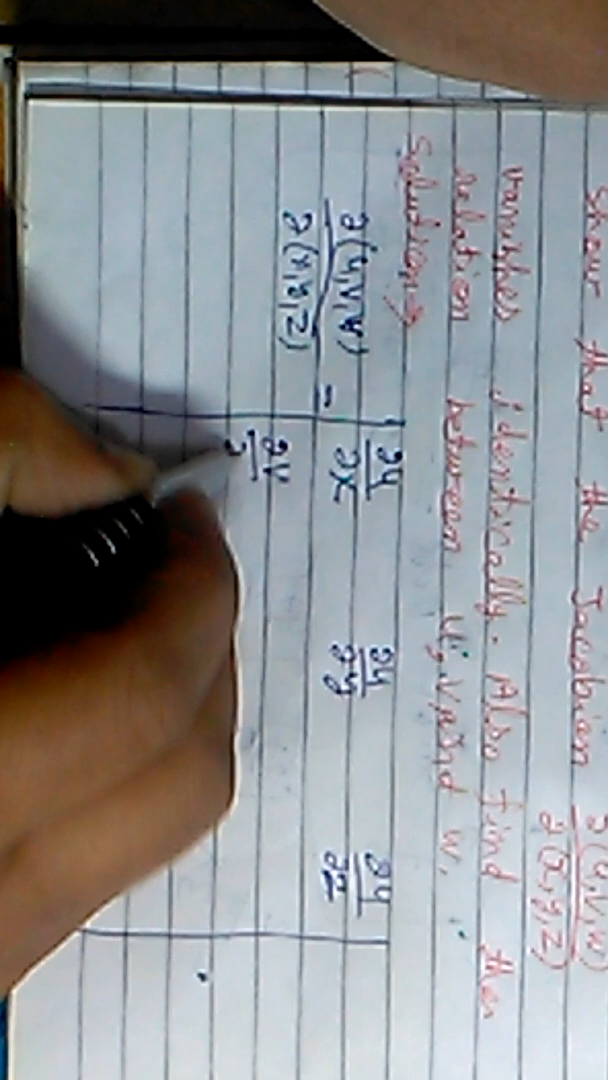 show that the Jacobian ∂(u,v,w)/∂(x,y,z)
vanishes identically. Also find the
relation between u, v and w.
Solution →
∂(u,v,w)/∂(x,y,z) = | ∂u/∂x ∂u/∂y ∂u/∂z |
∂v/∂